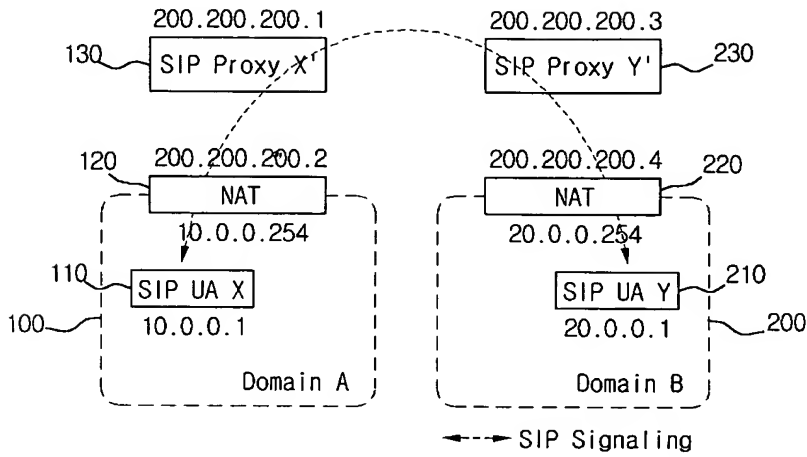 200.200.200.1
200.200.200.3
130
SIP Proxy X'
SIP Proxy Y'
230
120
200.200.200.2
200.200.200.4
220
NAT
NAT
10.0.0.254
20.0.0.254
110
SIP UA X
SIP UA Y
210
100
10.0.0.1
20.0.0.1
200
Domain A
Domain B
SIP Signaling